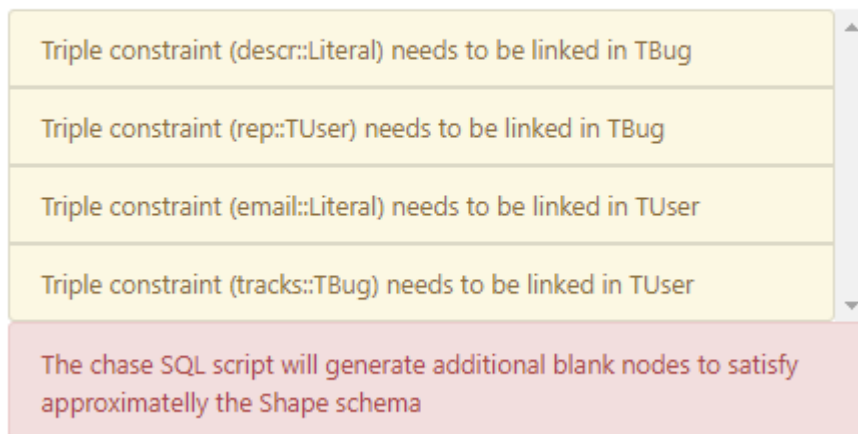 Triple constraint (descr::Literal) needs to be linked in TBug
Triple constraint (rep::TUser) needs to be linked in TBug
Triple constraint (email::Literal) needs to be linked in TUser
Triple constraint (tracks::TBug) needs to be linked in TUser
The chase SQL script will generate additional blank nodes to satisfy
approximatelly the Shape schema